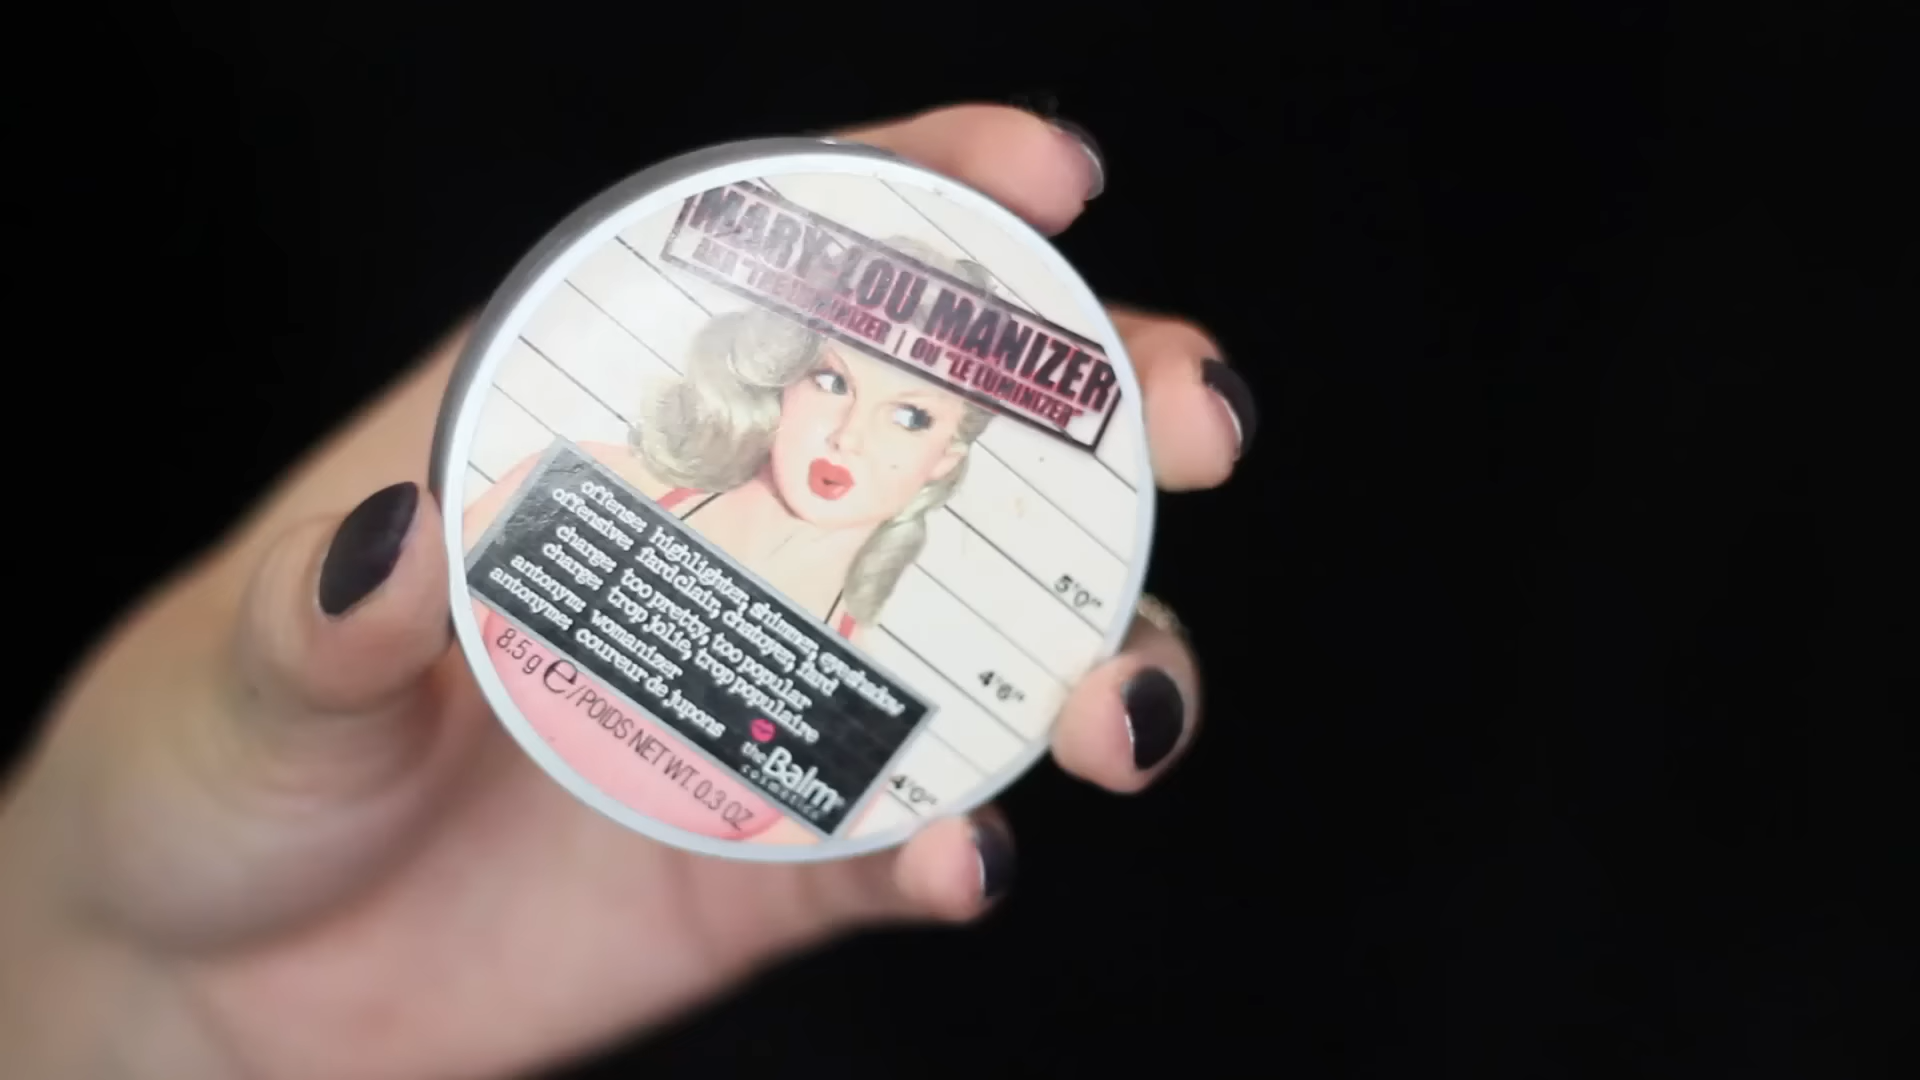 MARY-LOU MANIZER
AKA "THE LUMINIZER" | OU "LE LUMINIZER"
offense: highlighter, shimmer, eyeshadow
offensive: fard clair, chatoyer, fard
charge: too pretty, too popular
charge: trop jolie, trop populaire
antonym: womanizer
antonyme: coureur de jupons
theBalm®
cosmetics
8.5 g ℮/POIDS NET WT. 0.3 OZ
5'0"
4'6"
4'0"